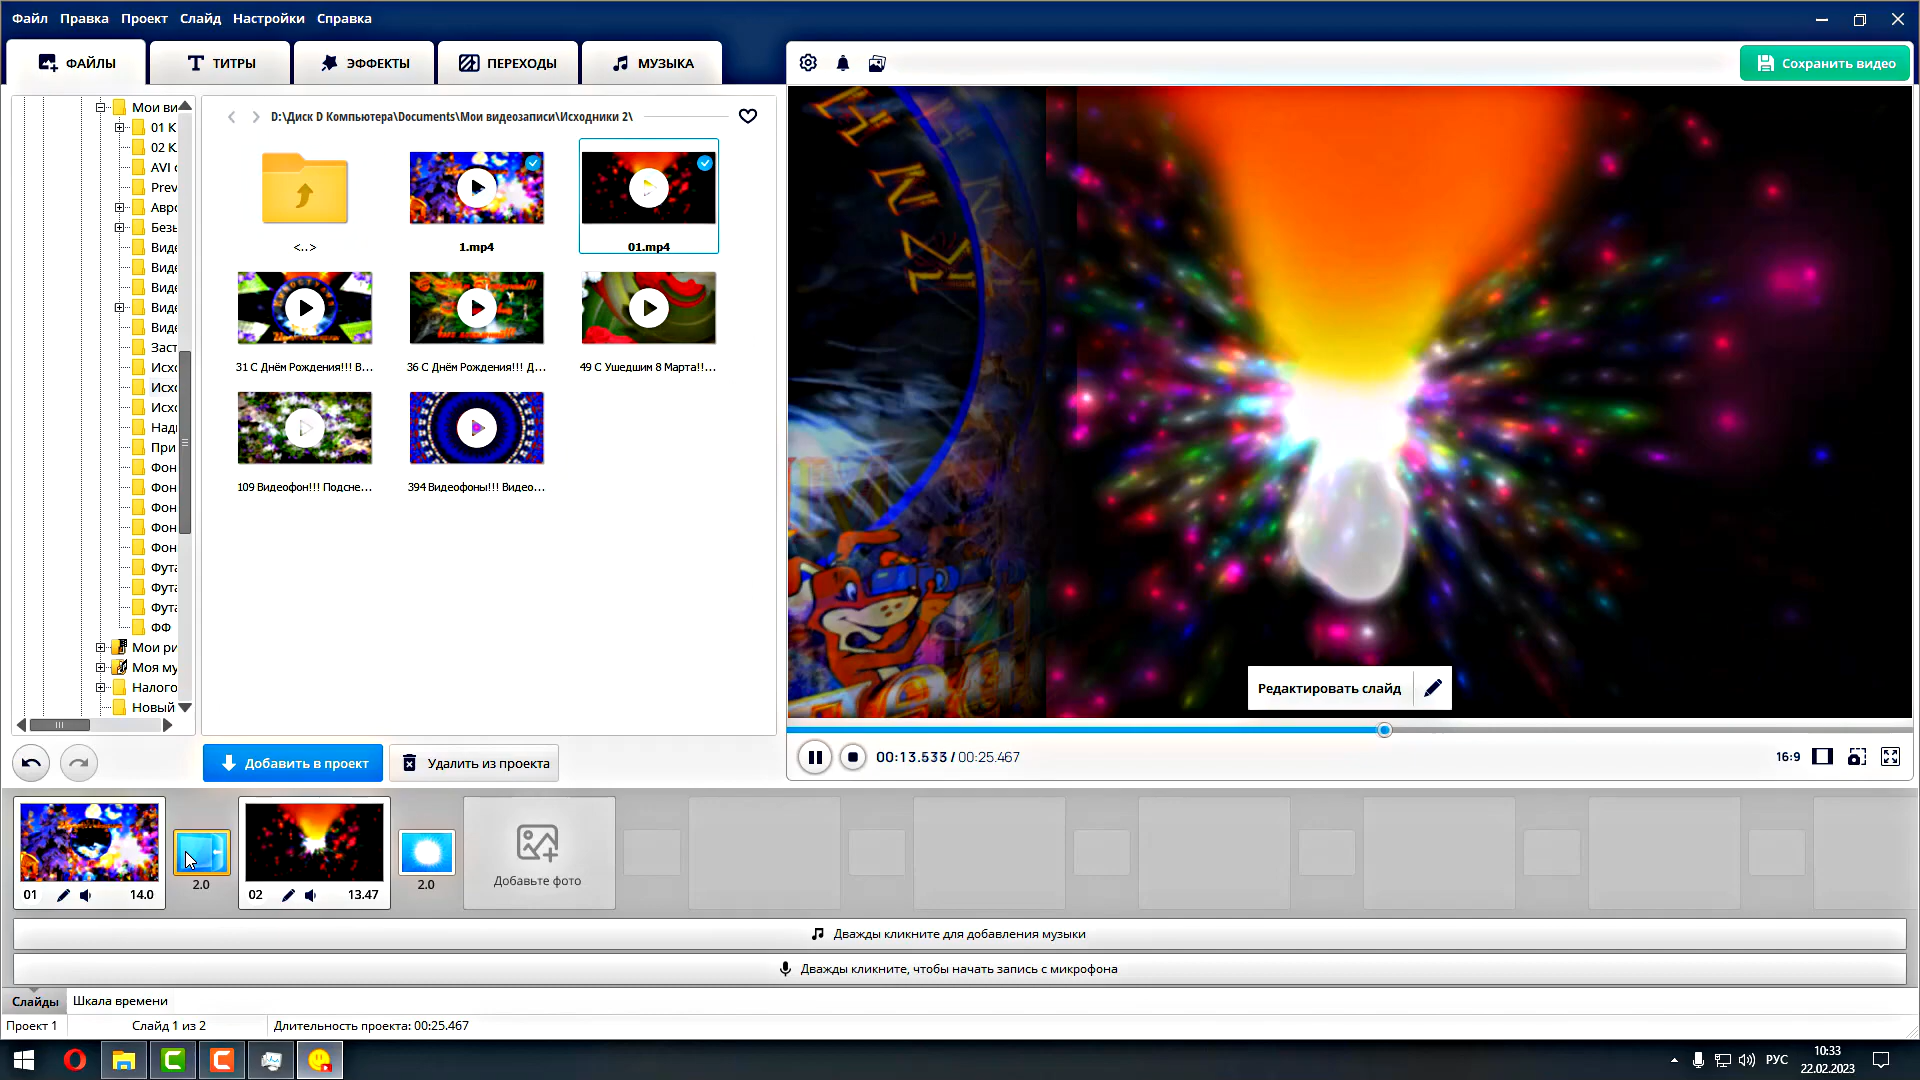 Файл Правка Проект Слайд Настройки Справка
ФАЙЛЫ ТИТРЫ ЭФФЕКТЫ ПЕРЕХОДЫ МУЗЫКА
Сохранить видео
Мои ви
01 К
02 К
AVI
Prev
Авро
Безы
Виде
Виде
Виде
Виде
Виде
Заст
Исхо
Исхо
Исхо
Надп
При
Фон
Фон
Фон
Фон
Фон
Фута
Фута
Фута
ФФ
Мои ри
Моя му
Налого
Новый
D:\Диск D Компьютера\Documents\Мои видеозаписи\Исходники 2\
<..> 1.mp4 01.mp4
31 С Днём Рождения!!! В... 36 С Днём Рождения!!! Д... 49 С Ушедшим 8 Марта!!...
109 Видеофон!!! Подсне... 394 Видеофоны!!! Видео...
Редактировать слайд
00:13.533 / 00:25.467
16:9
Добавить в проект Удалить из проекта
01 14.0
2.0
02 13.47
2.0
Добавьте фото
Дважды кликните для добавления музыки
Дважды кликните, чтобы начать запись с микрофона
Слайды Шкала времени
Проект 1 Слайд 1 из 2 Длительность проекта: 00:25.467
РУС
10:33
22.02.2023